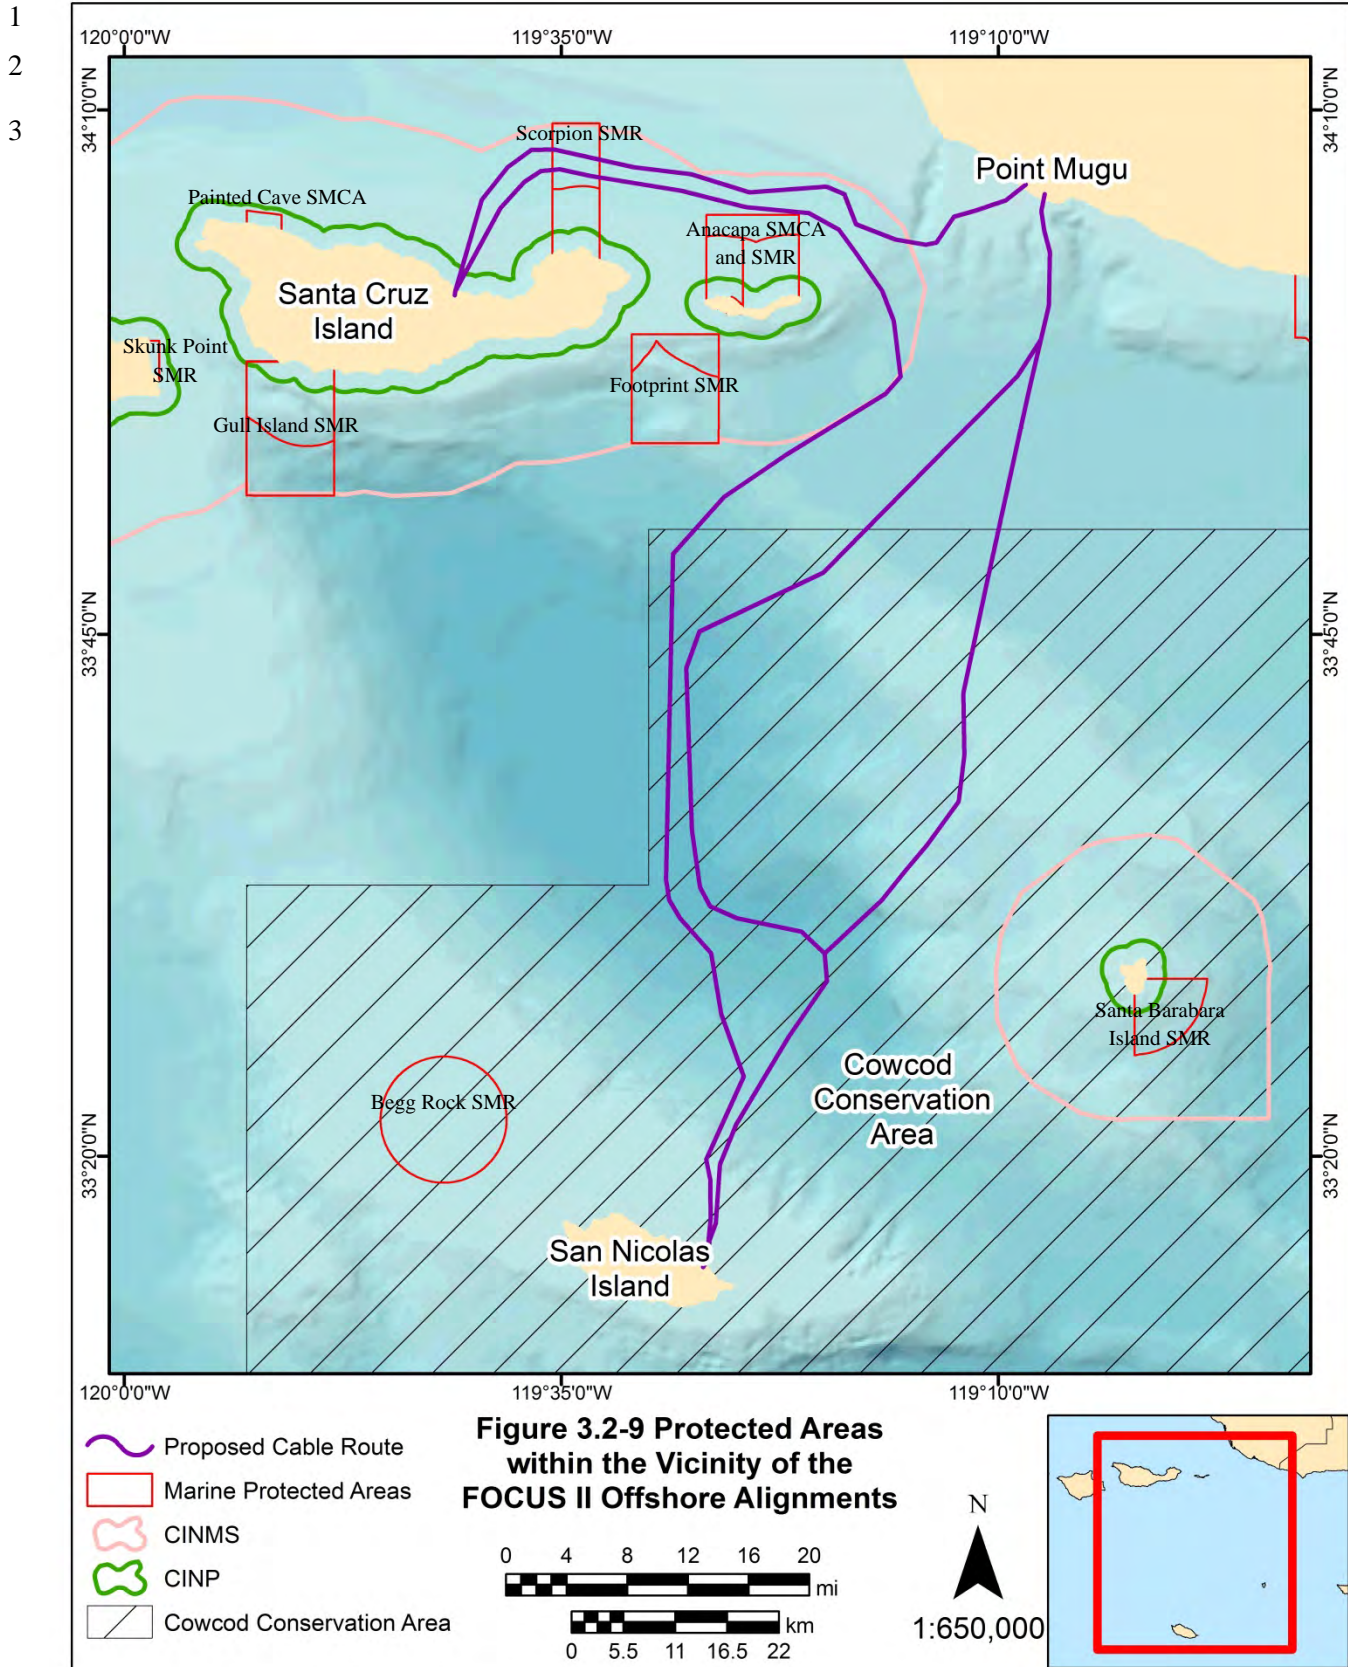 1
2
3
120°0'0"W
119°35'0"W
119°10'0"W
34°10'0"N
34°10'0"N
Scorpion SMR
Point Mugu
Painted Cave SMCA
Anacapa SMCA
and SMR
Santa Cruz
Island
Skunk Point
SMR
Footprint SMR
Gull Island SMR
33°45'0"N
33°45'0"N
Santa Barabara
Island SMR
Cowcod
Conservation
Area
Begg Rock SMR
33°20'0"N
33°20'0"N
San Nicolas
Island
120°0'0"W
119°35'0"W
119°10'0"W
Proposed Cable Route
Marine Protected Areas
CINMS
CINP
Cowcod Conservation Area
Figure 3.2-9 Protected Areas
within the Vicinity of the
FOCUS II Offshore Alignments
0 4 8 12 16 20
mi
km
0 5.5 11 16.5 22
N
1:650,000